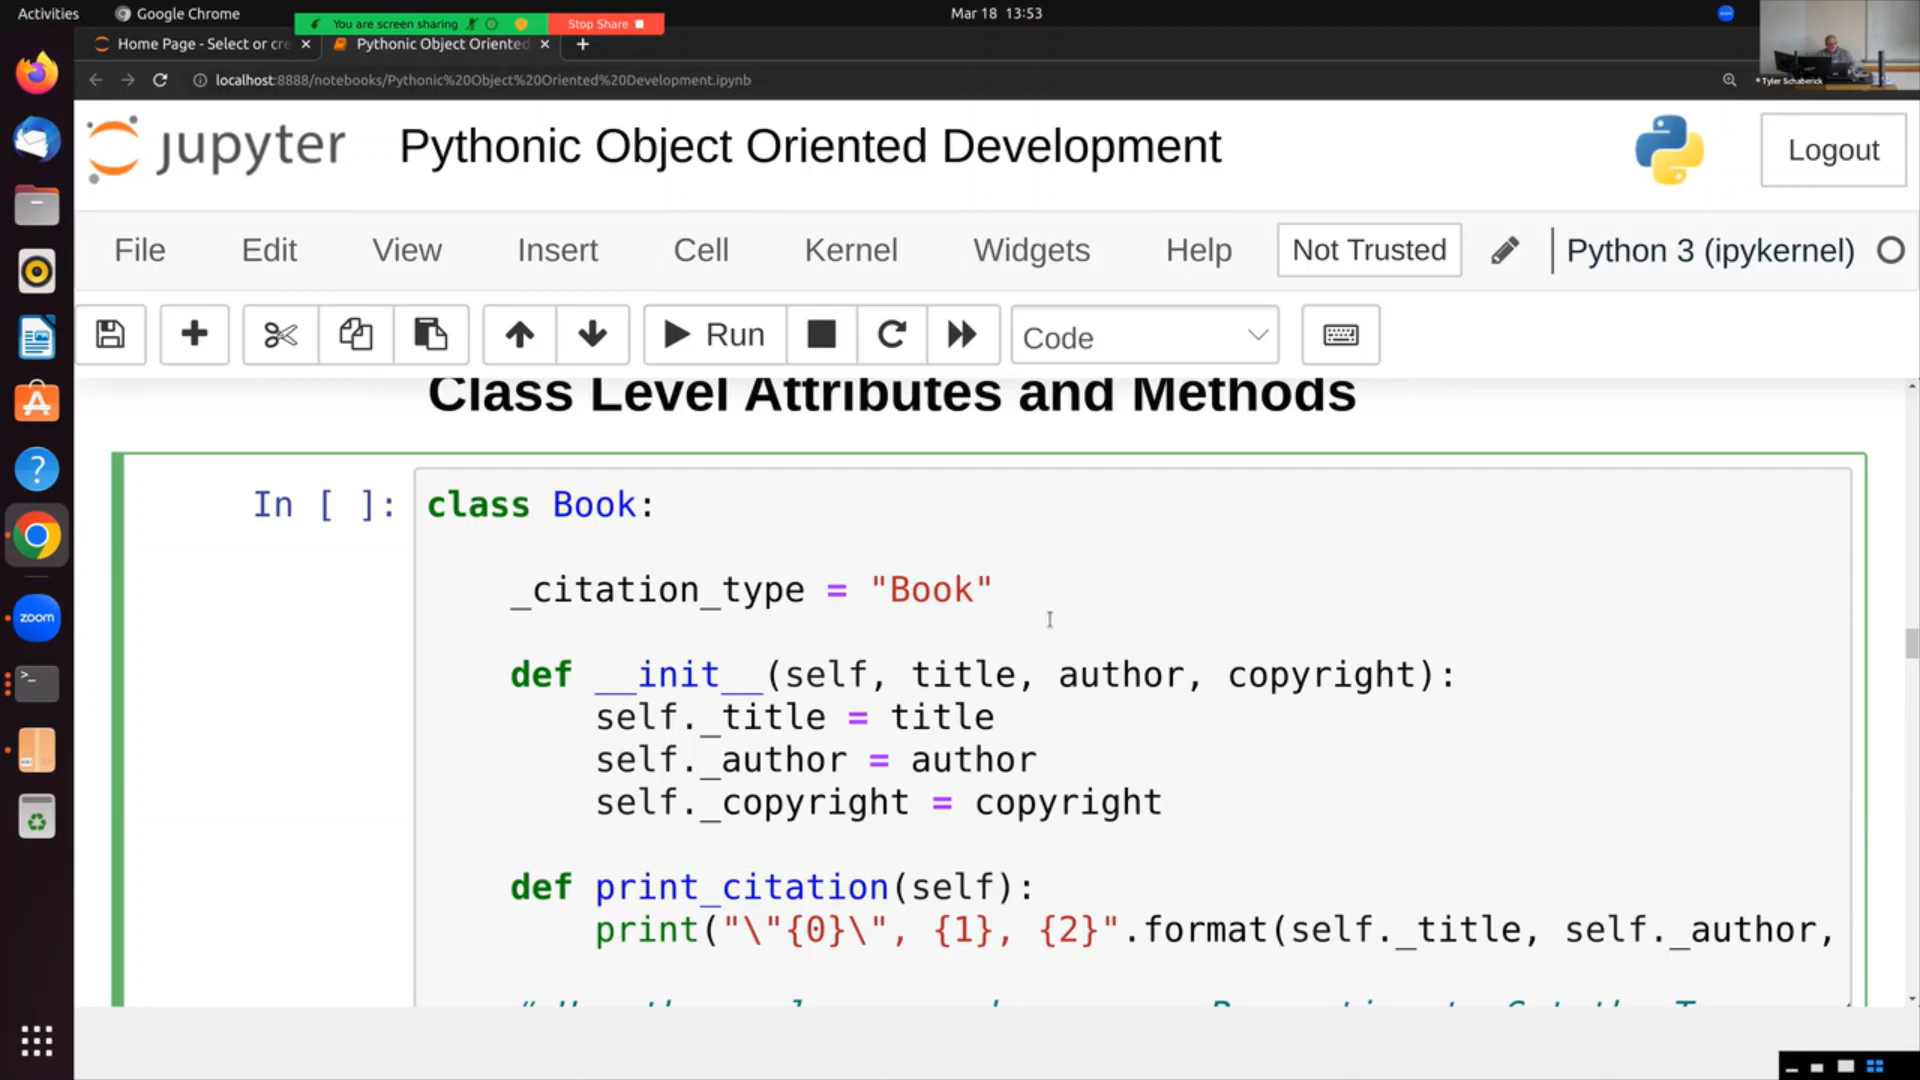 Activities
Google Chrome
You are screen sharing
Stop Share
Mar 18 13:53
Home Page - Select or cre
Pythonic Object Oriented
localhost:8888/notebooks/Pythonic%20Object%20Oriented%20Development.ipynb
Tyler Schaberick
jupyter
Pythonic Object Oriented Development
Logout
File Edit View Insert Cell Kernel Widgets Help Not Trusted Python 3 (ipykernel)
Run
Code
Class Level Attributes and Methods
In [ ]:
class Book:
_citation_type = "Book"
def __init__(self, title, author, copyright):
self._title = title
self._author = author
self._copyright = copyright
def print_citation(self):
print("\"{0}\", {1}, {2}".format(self._title, self._author,
zoom